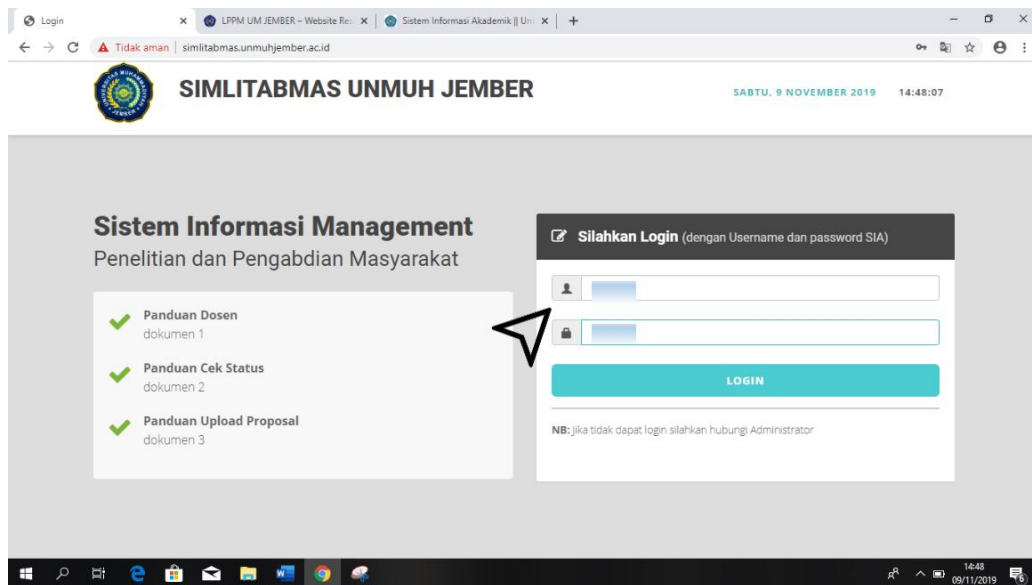 Login
LPPM UM JEMBER – Website Re
Sistem Informasi Akademik || Un
Tidak aman | simlitabmas.unmuhjember.ac.id
SIMLITABMAS UNMUH JEMBER
SABTU, 9 NOVEMBER 2019 14:48:07
Sistem Informasi Management
Penelitian dan Pengabdian Masyarakat
Panduan Dosen
dokumen 1
Panduan Cek Status
dokumen 2
Panduan Upload Proposal
dokumen 3
Silahkan Login (dengan Username dan password SIA)
LOGIN
NB: Jika tidak dapat login silahkan hubungi Administrator
14:48
09/11/2019